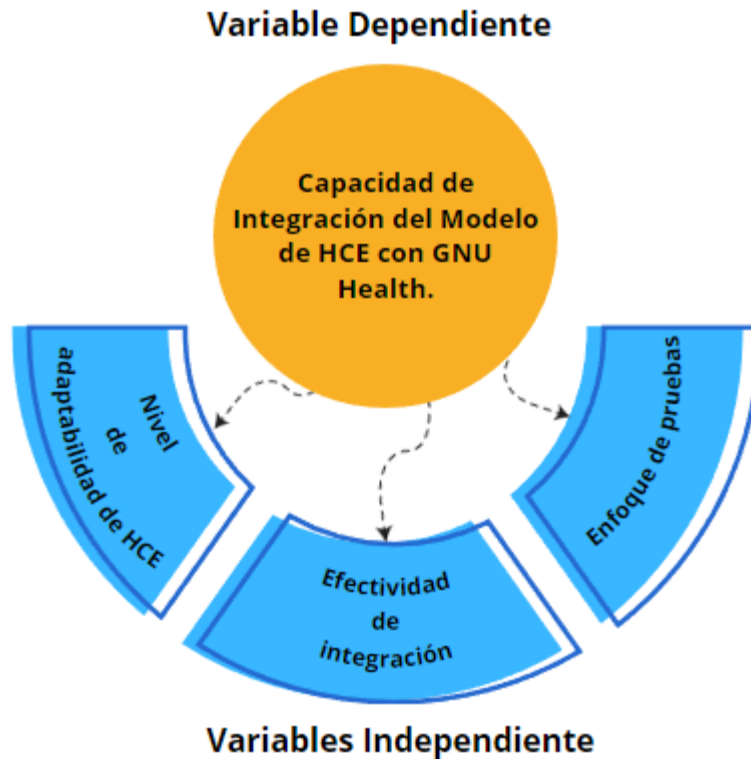 Variable Dependiente
Capacidad de
Integración del Modelo
de HCE con GNU
Health.
Nivel
de
adaptabilidad de HCE
Efectividad
de
integración
Enfoque de pruebas
Variables Independiente